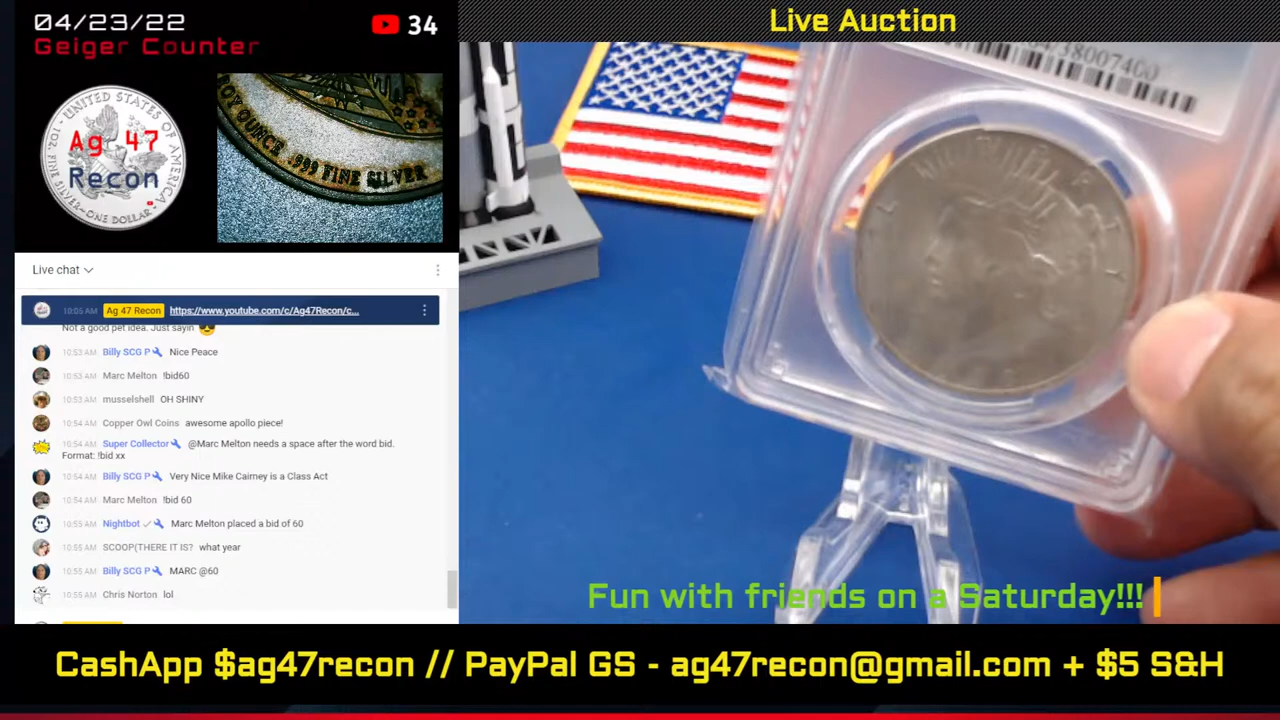 04/23/22
Geiger Counter
34
Live Auction
UNITED STATES OF AMERICA
Ag 47
Recon
1 OZ. FINE SILVER~ONE DOLLAR
ROY OUNCE .999 FINE SILVER
38007400
Live chat
10:05 AM Ag 47 Recon https://www.youtube.com/c/Ag47Recon/c...
Not a good pet idea. Just sayin
10:53 AM Billy SCG P Nice Peace
10:53 AM Marc Melton !bid60
10:53 AM musselshell OH SHINY
10:54 AM Copper Owl Coins awesome apollo piece!
10:54 AM Super Collector @Marc Melton needs a space after the word bid.
Format: !bid xx
10:54 AM Billy SCG P Very Nice Mike Cairney is a Class Act
10:54 AM Marc Melton !bid 60
10:55 AM Nightbot Marc Melton placed a bid of 60
10:55 AM SCOOP(THERE IT IS? what year
10:55 AM Billy SCG P MARC @60
10:55 AM Chris Norton lol
Fun with friends on a Saturday!!!
CashApp $ag47recon // PayPal GS - ag47recon@gmail.com + $5 S&H